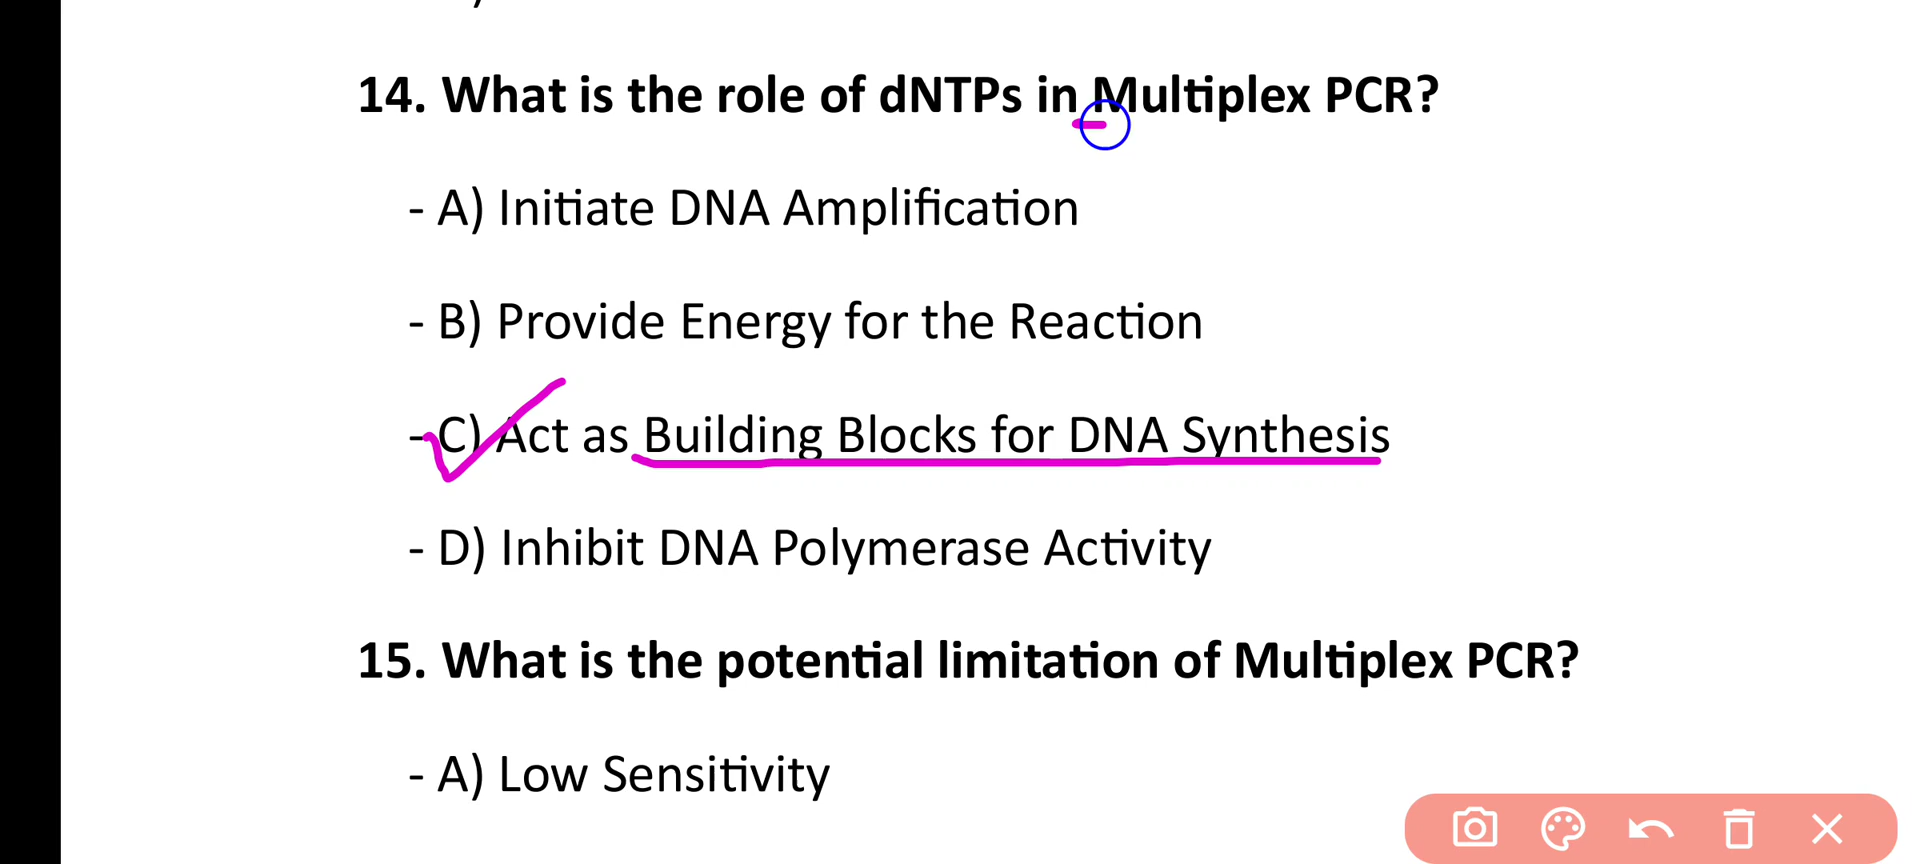 14. What is the role of dNTPs in Multiplex PCR?
- A) Initiate DNA Amplification
- B) Provide Energy for the Reaction
- C) Act as Building Blocks for DNA Synthesis
- D) Inhibit DNA Polymerase Activity
15. What is the potential limitation of Multiplex PCR?
- A) Low Sensitivity